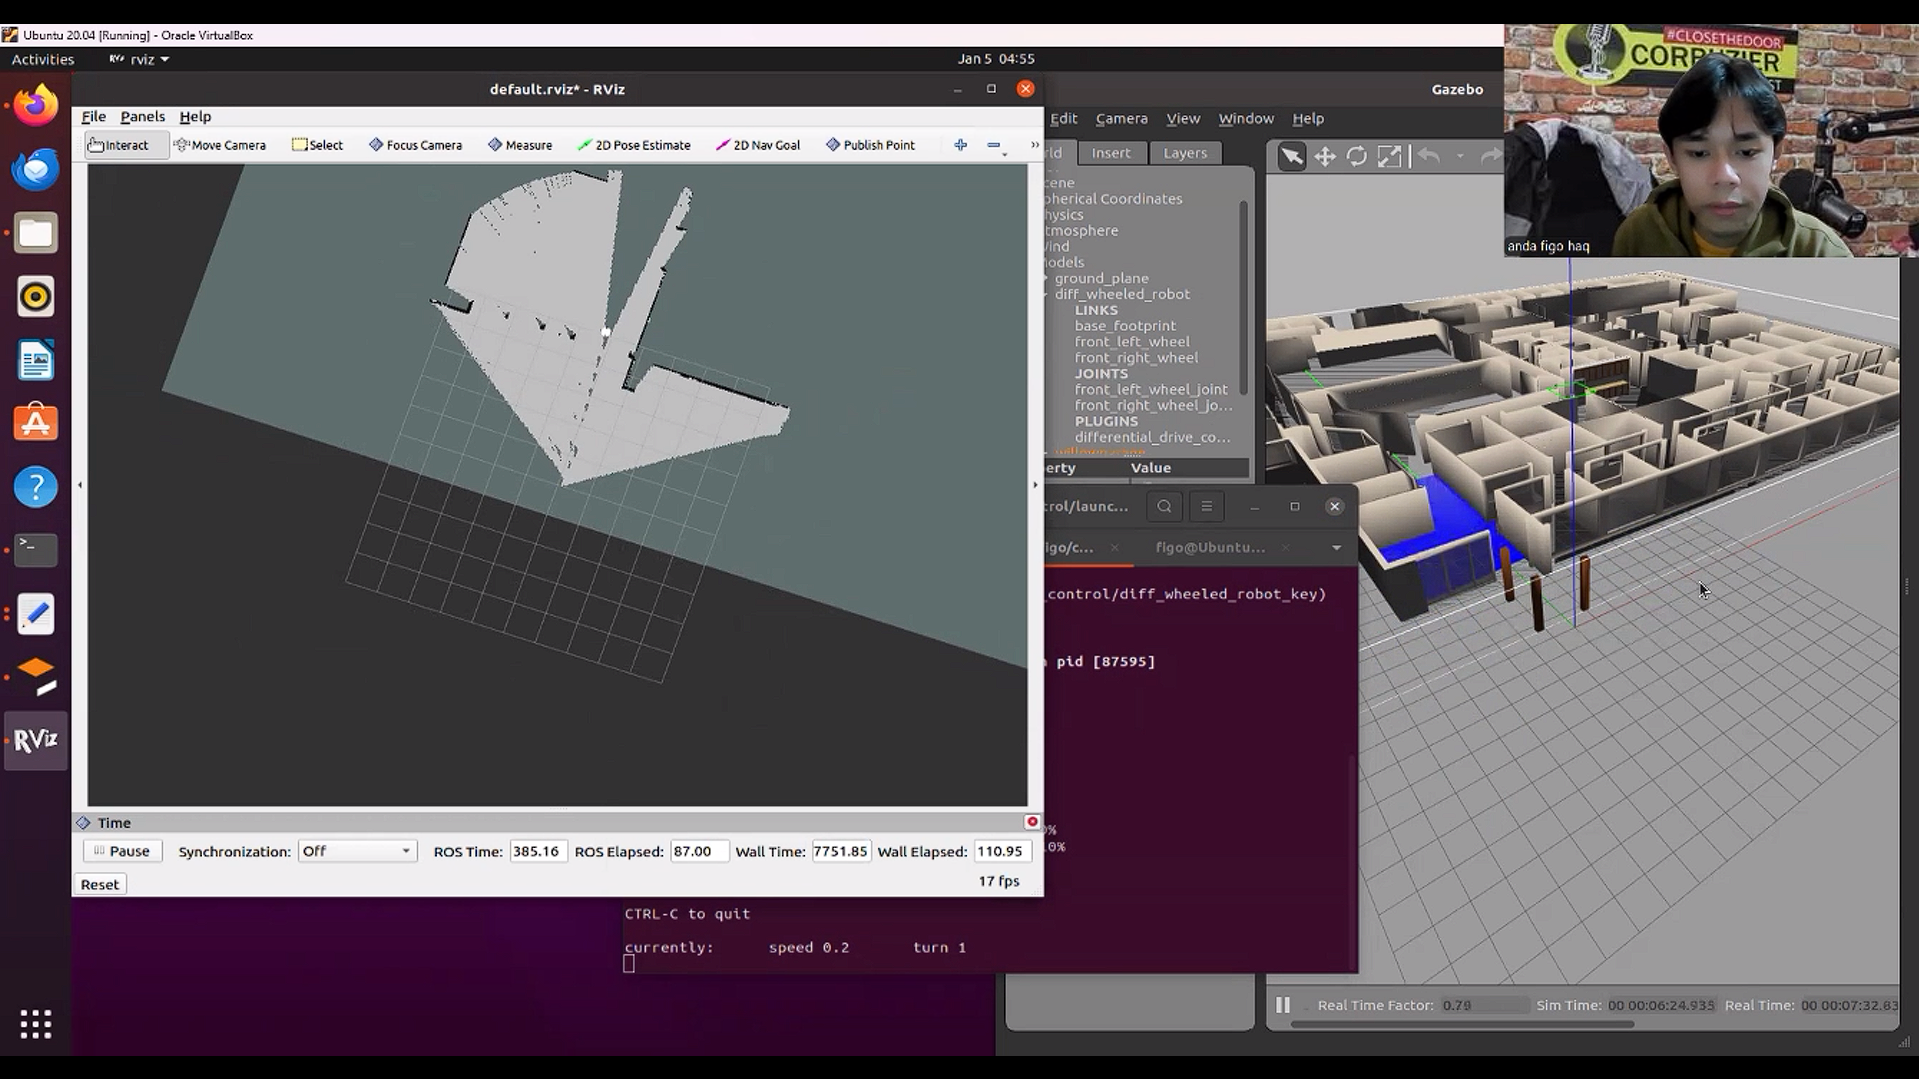 Ubuntu 20.04 [Running] - Oracle VirtualBox
Activities
RViz
rviz
Jan 5 04:55
default.rviz* - RViz
File
Panels
Help
Interact
Move Camera
Select
Focus Camera
Measure
2D Pose Estimate
2D Nav Goal
Publish Point
Time
Pause
Synchronization:
Off
ROS Time:
385.16
ROS Elapsed:
87.00
Wall Time:
7751.85
Wall Elapsed:
110.95
Reset
17 fps
RViz
Gazebo
Edit
Camera
View
Window
Help
Insert
Layers
cene
pherical Coordinates
hysics
tmosphere
ind
odels
ground_plane
diff_wheeled_robot
LINKS
base_footprint
front_left_wheel
front_right_wheel
JOINTS
front_left_wheel_joint
front_right_wheel_jo...
PLUGINS
differential_drive_co...
erty
Value
rol/launc...
igo/c...
figo@Ubuntu...
_control/diff_wheeled_robot_key)
pid [87595]
CTRL-C to quit
currently: speed 0.2 turn 1
Real Time Factor:
0.79
Sim Time:
00 00:06:24.935
Real Time:
00 00:07:32.83
#CLOSETHEDOOR
CORBUZIER
anda figo haq